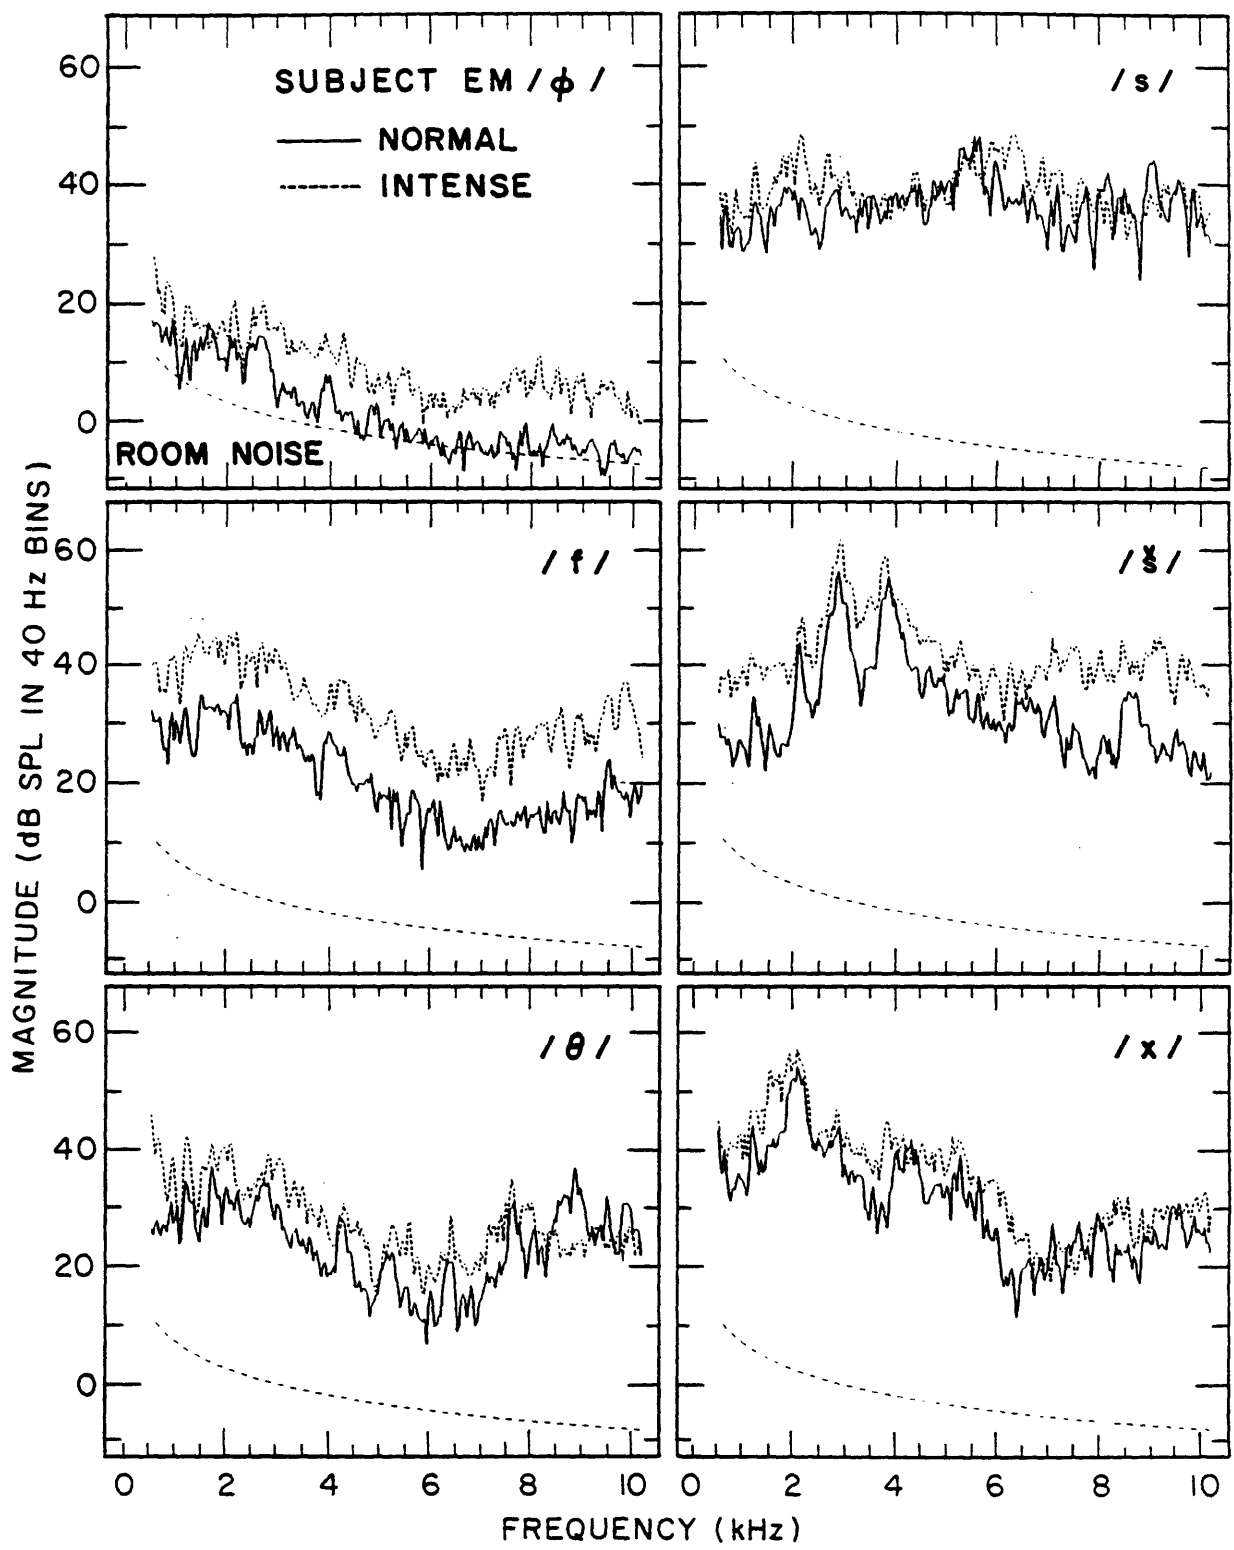 SUBJECT EM /ϕ/
NORMAL
INTENSE
60
40
20
0
ROOM NOISE
/s/
/f/
60
40
20
0
/š/
/θ/
60
40
20
0
/x/
0 2 4 6 8 10
0 2 4 6 8 10
MAGNITUDE (dB SPL IN 40 Hz BINS)
FREQUENCY (kHz)